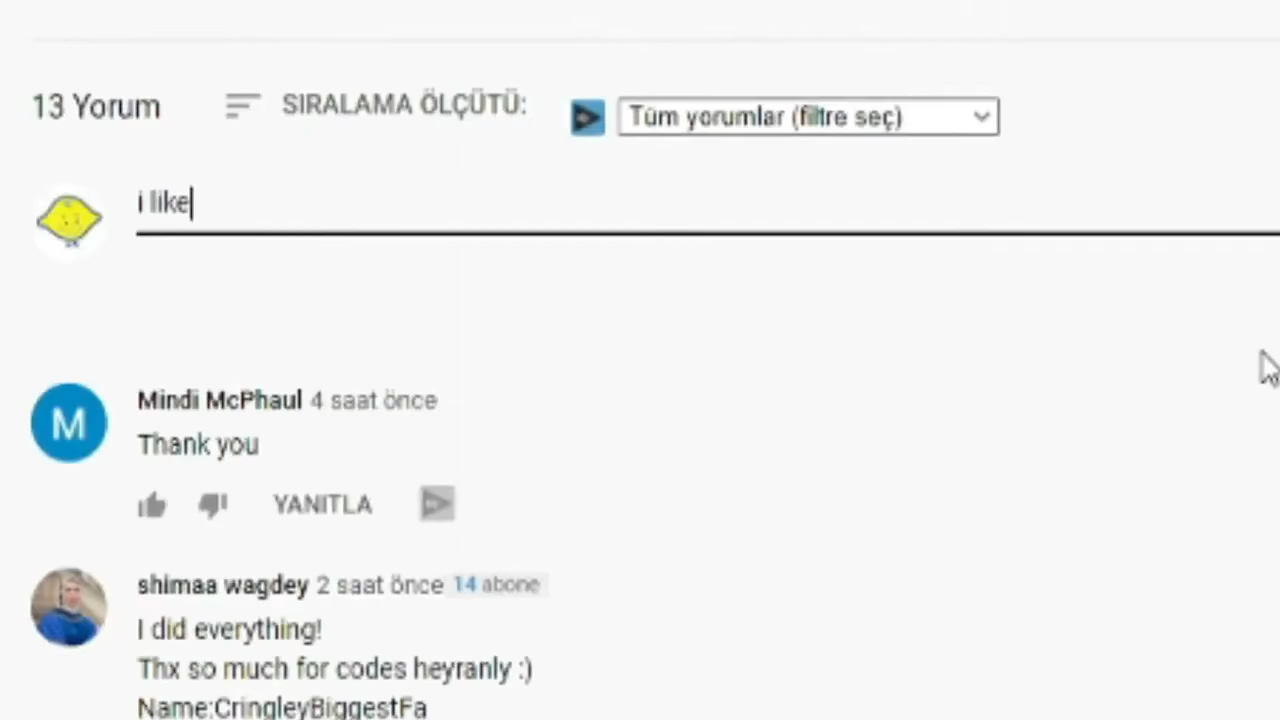 13 Yorum SIRALAMA ÖLÇÜTÜ: Tüm yorumlar (filtre seç)
i like
M
Mindi McPhaul 4 saat önce
Thank you
YANITLA
shimaa wagdey 2 saat önce 14 abone
I did everything!
Thx so much for codes heyranly :)
Name:CringleyBiggestFa